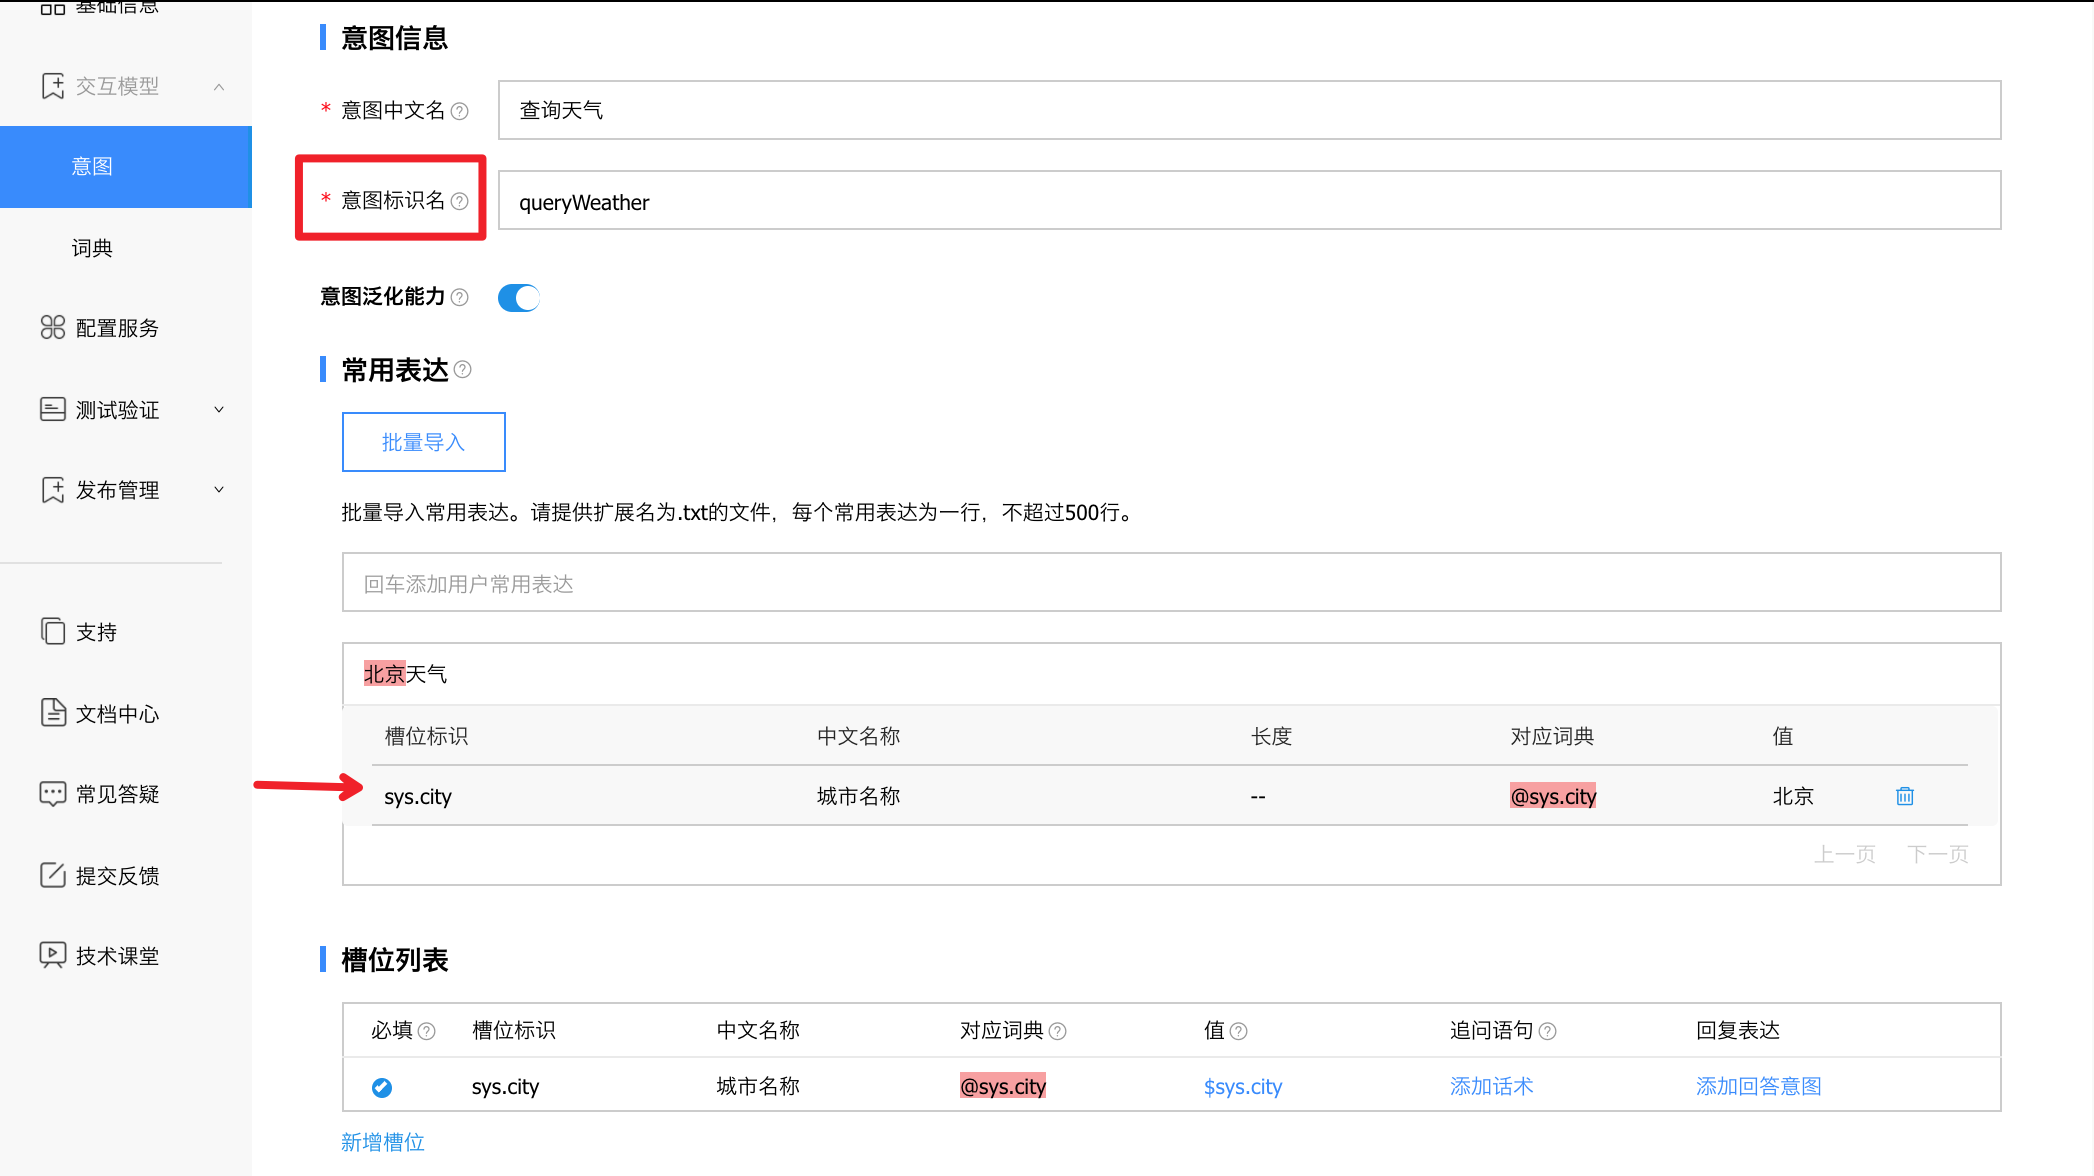 基础信息
交互模型
意图
词典
配置服务
测试验证
发布管理
支持
文档中心
常见答疑
提交反馈
技术课堂
意图信息
* 意图中文名 ? 查询天气
* 意图标识名 ? queryWeather
意图泛化能力 ?
常用表达 ?
批量导入
批量导入常用表达。请提供扩展名为.txt的文件，每个常用表达为一行，不超过500行。
回车添加用户常用表达
北京天气
槽位标识 中文名称 长度 对应词典 值
sys.city 城市名称 -- @sys.city 北京
上一页 下一页
槽位列表
必填 ? 槽位标识 中文名称 对应词典 ? 值 ? 追问语句 ? 回复表达
sys.city 城市名称 @sys.city $sys.city 添加话术 添加回答意图
新增槽位